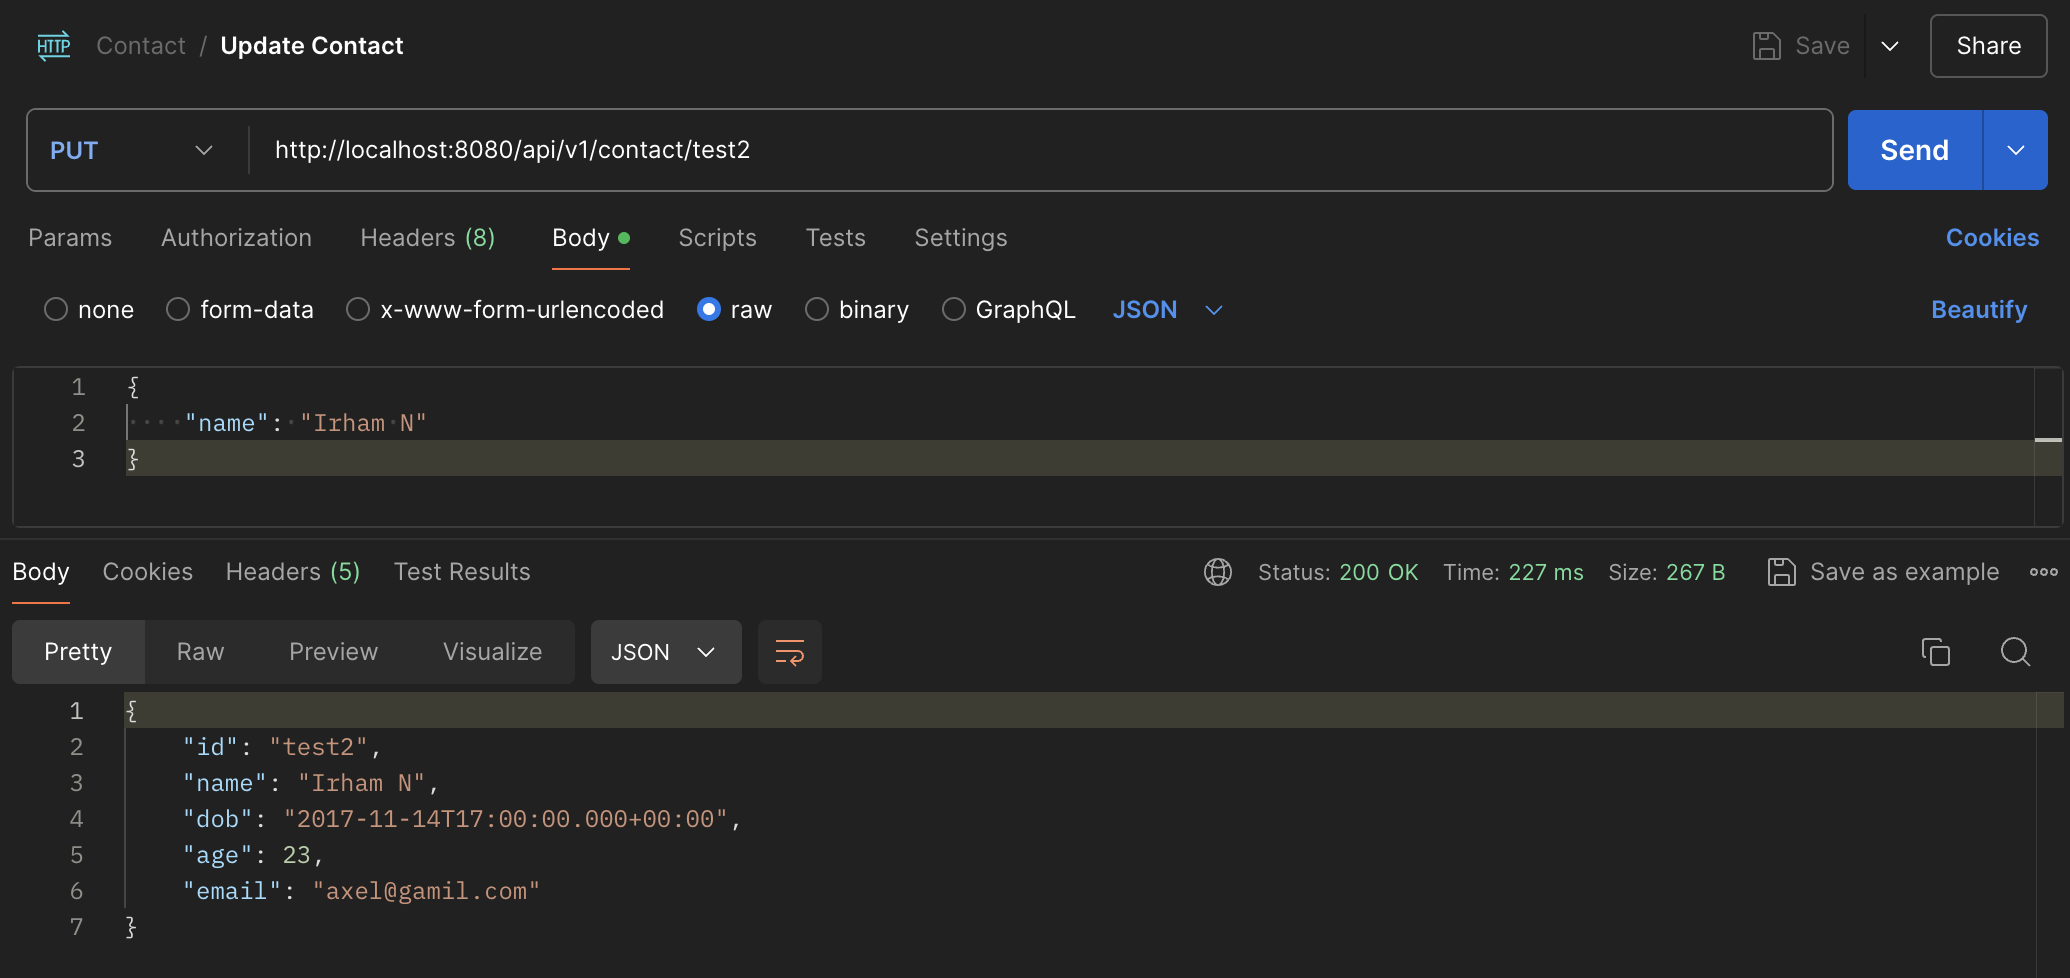 HTTP Contact / Update Contact Save Share
PUT http://localhost:8080/api/v1/contact/test2 Send
Params Authorization Headers (8) Body Scripts Tests Settings Cookies
none form-data x-www-form-urlencoded raw binary GraphQL JSON Beautify
1 {
2 ····"name":·"Irham·N"
3 }
Body Cookies Headers (5) Test Results Status: 200 OK Time: 227 ms Size: 267 B Save as example
Pretty Raw Preview Visualize JSON
1 {
2 "id": "test2",
3 "name": "Irham N",
4 "dob": "2017-11-14T17:00:00.000+00:00",
5 "age": 23,
6 "email": "axel@gamil.com"
7 }